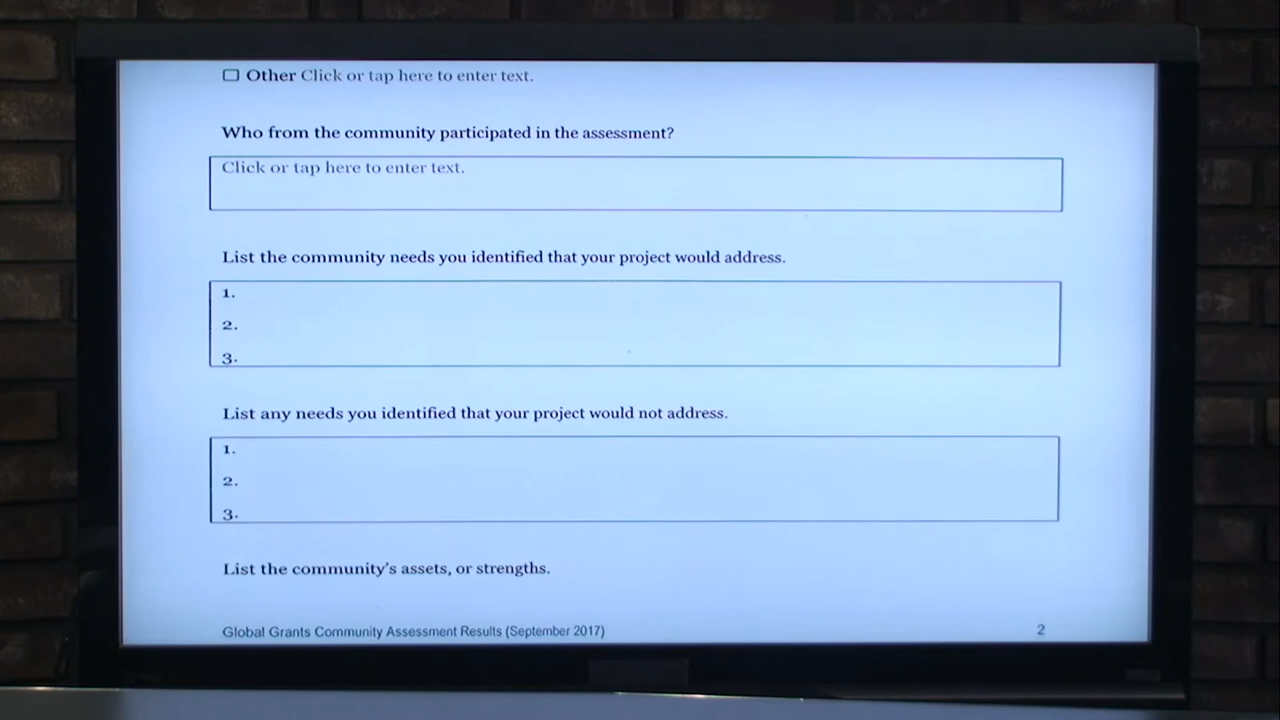 ☐ Other Click or tap here to enter text.
Who from the community participated in the assessment?
Click or tap here to enter text.
List the community needs you identified that your project would address.
1.
2.
3.
List any needs you identified that your project would not address.
1.
2.
3.
List the community's assets, or strengths.
Global Grants Community Assessment Results (September 2017) 2